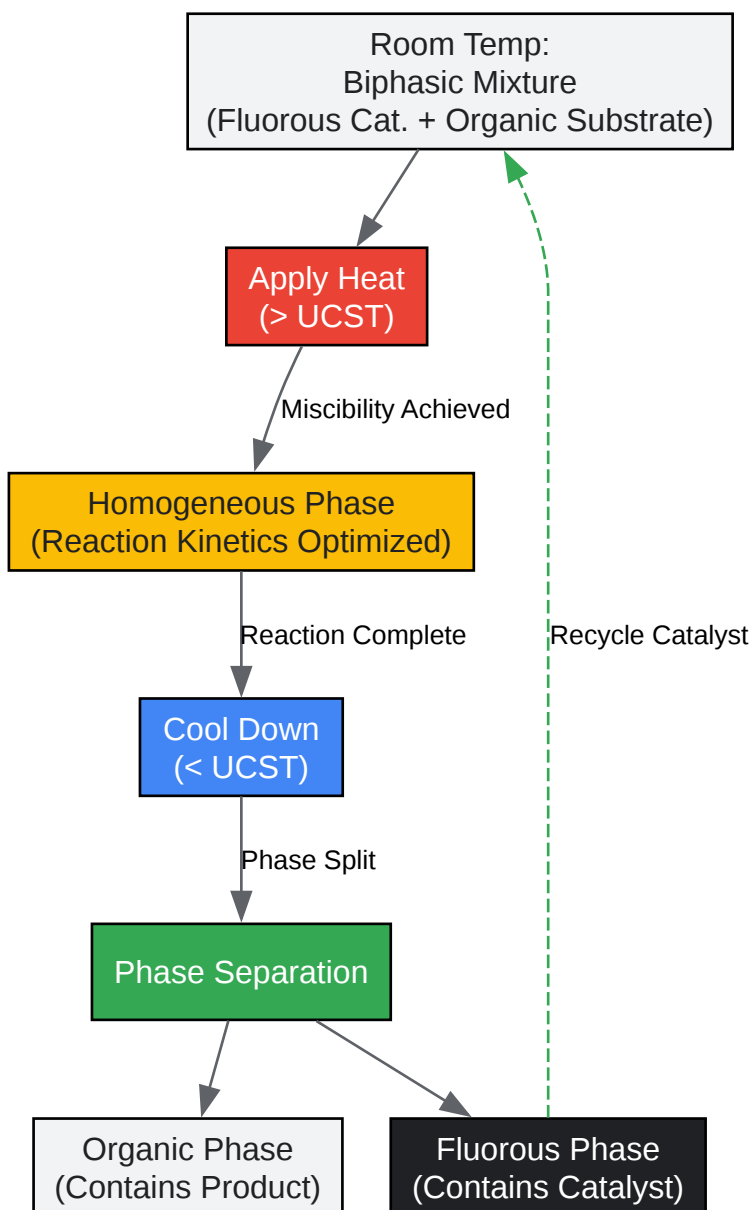 Room Temp:
Biphasic Mixture
(Fluorous Cat. + Organic Substrate)
Apply Heat
(> UCST)
Miscibility Achieved
Homogeneous Phase
(Reaction Kinetics Optimized)
Reaction Complete
Recycle Catalyst
Cool Down
(< UCST)
Phase Split
Phase Separation
Organic Phase
(Contains Product)
Fluorous Phase
(Contains Catalyst)